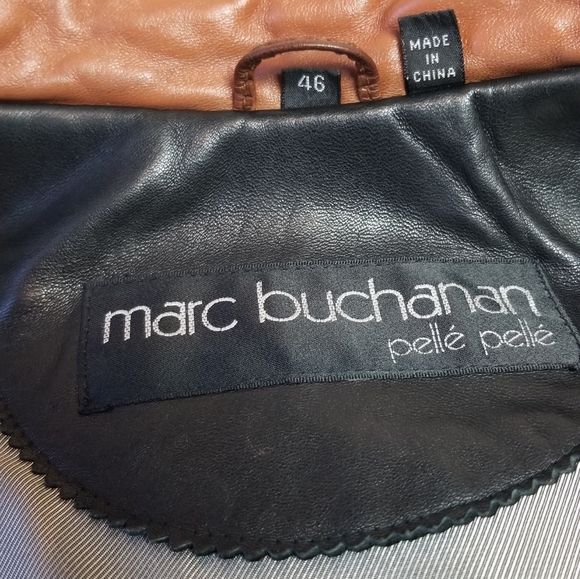 MADE
IN
CHINA
46
marc buchanan
pellé pellé